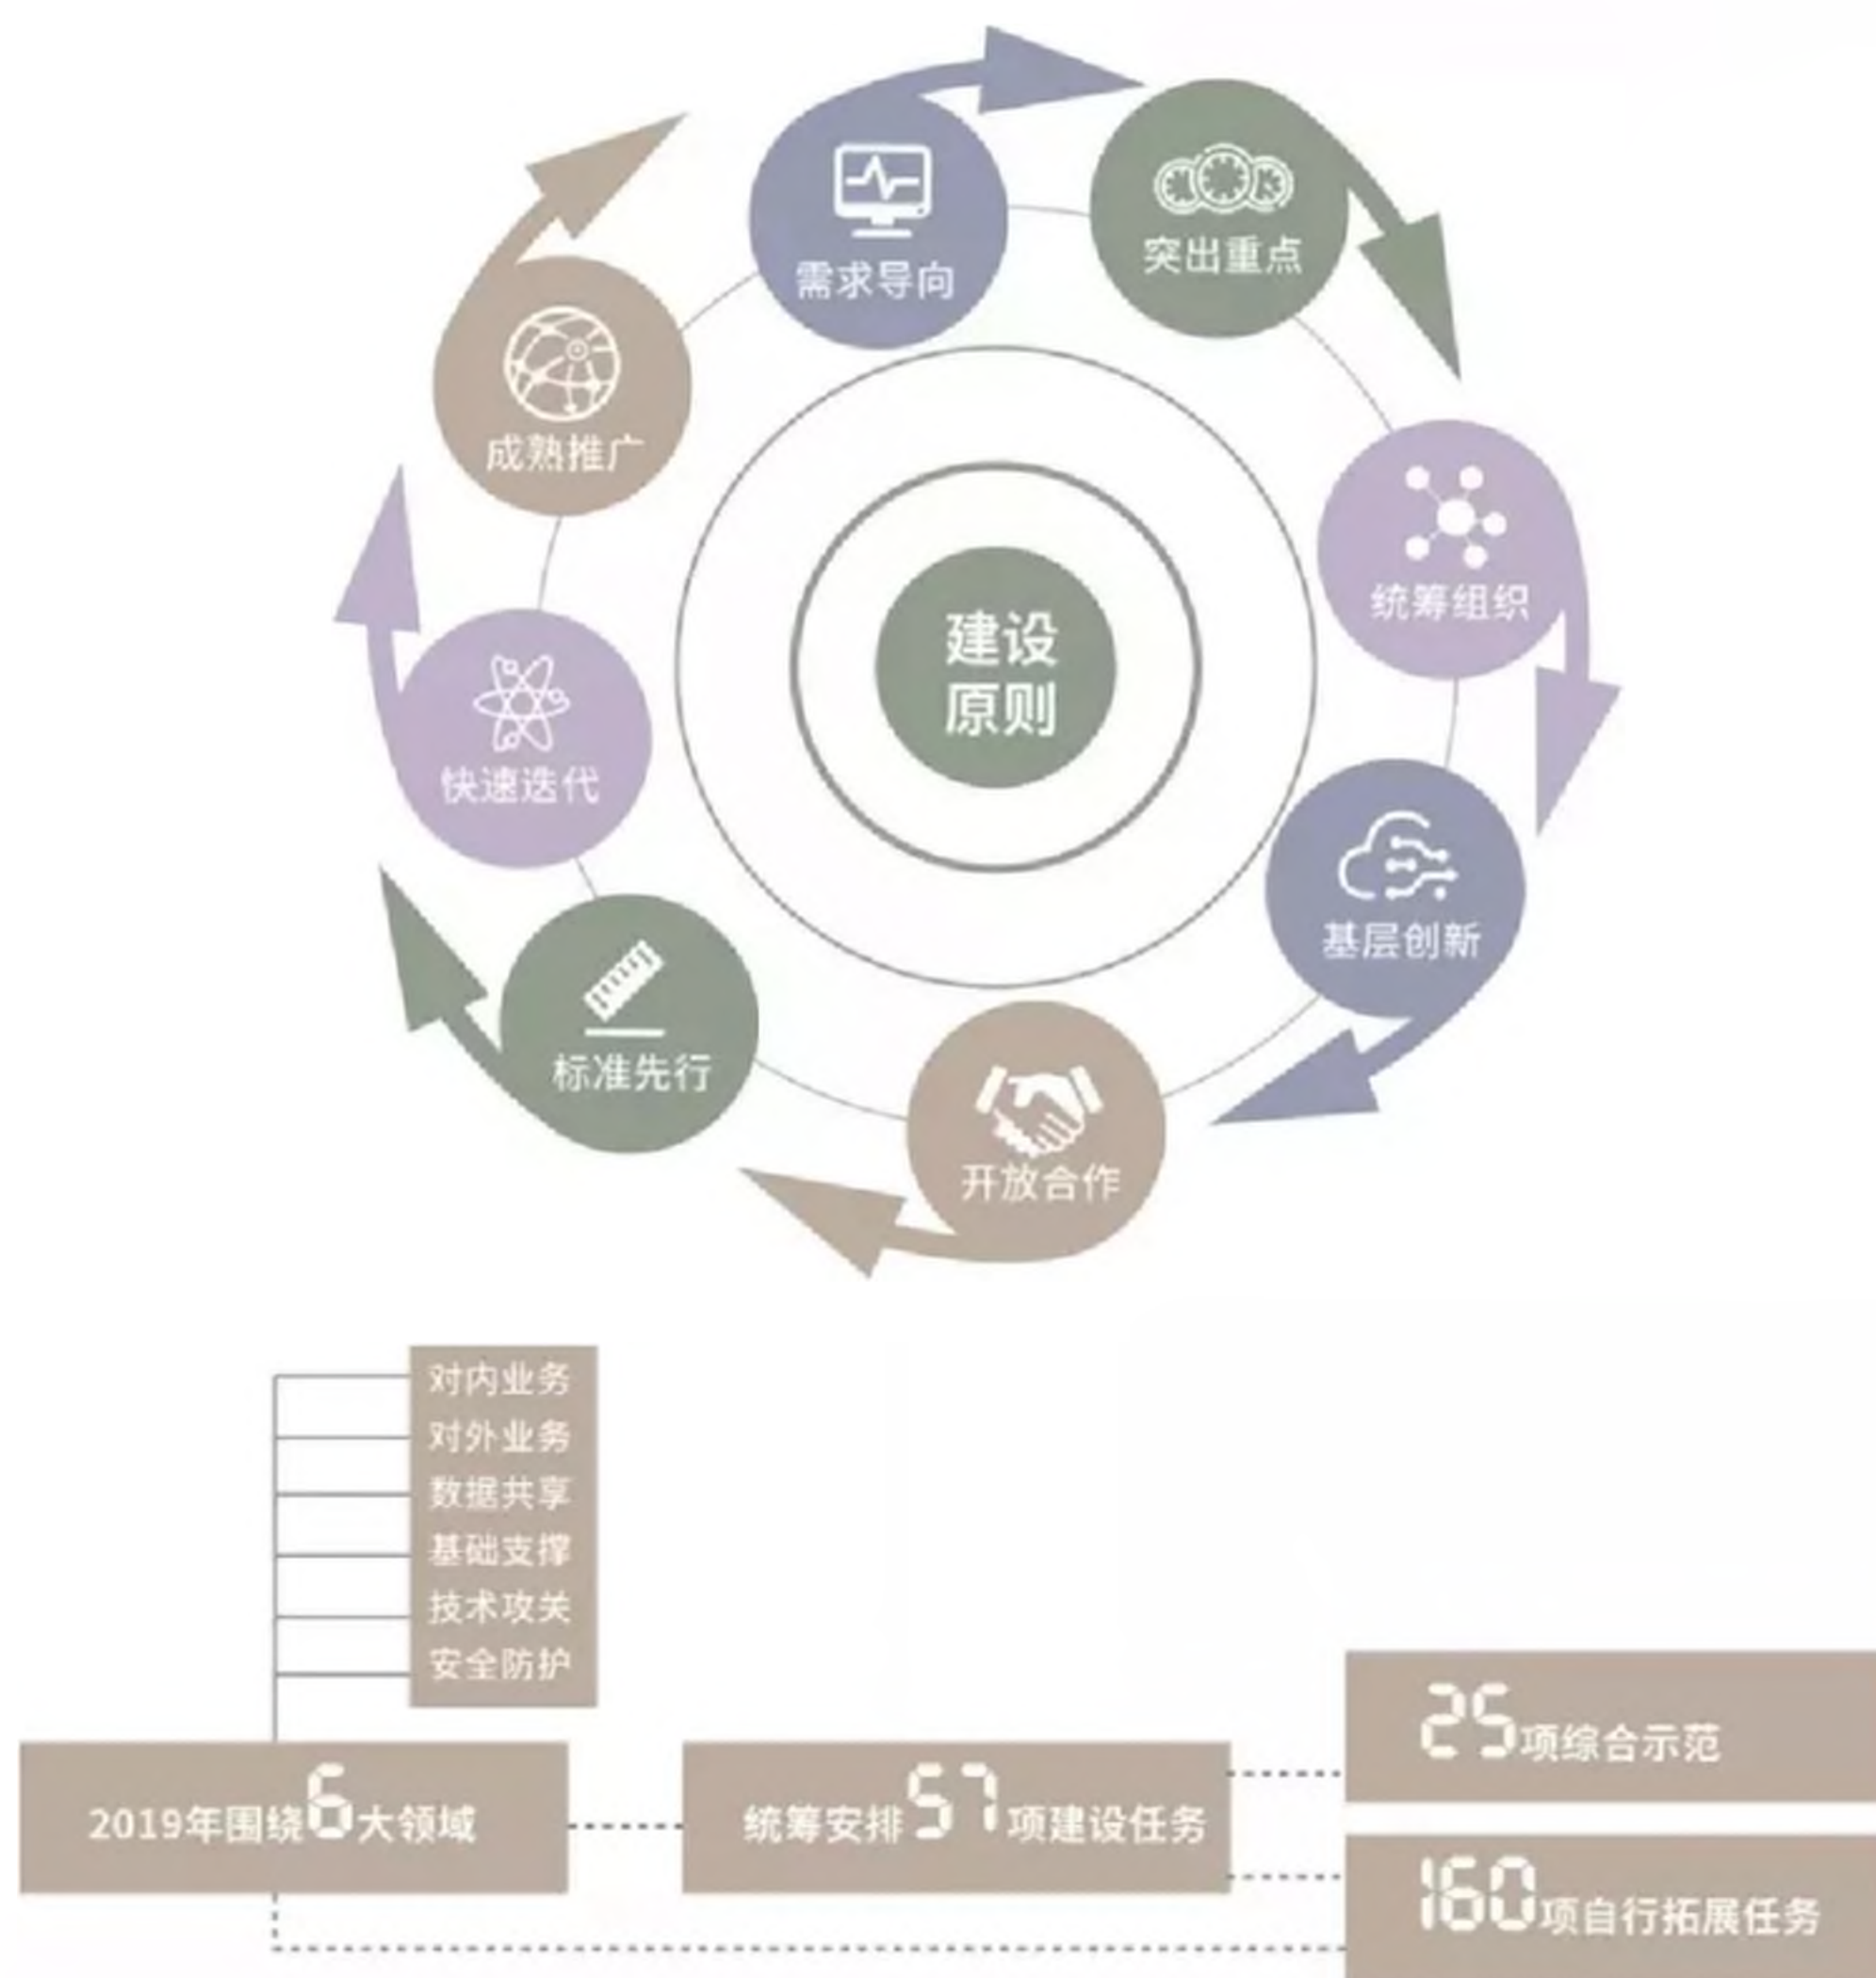 需求导向
突出重点
统筹组织
基层创新
开放合作
标准先行
快速迭代
成熟推广
建设
原则
对内业务
对外业务
数据共享
基础支撑
技术攻关
安全防护
2019年围绕6大领域
统筹安排57项建设任务
25项综合示范
160项自行拓展任务